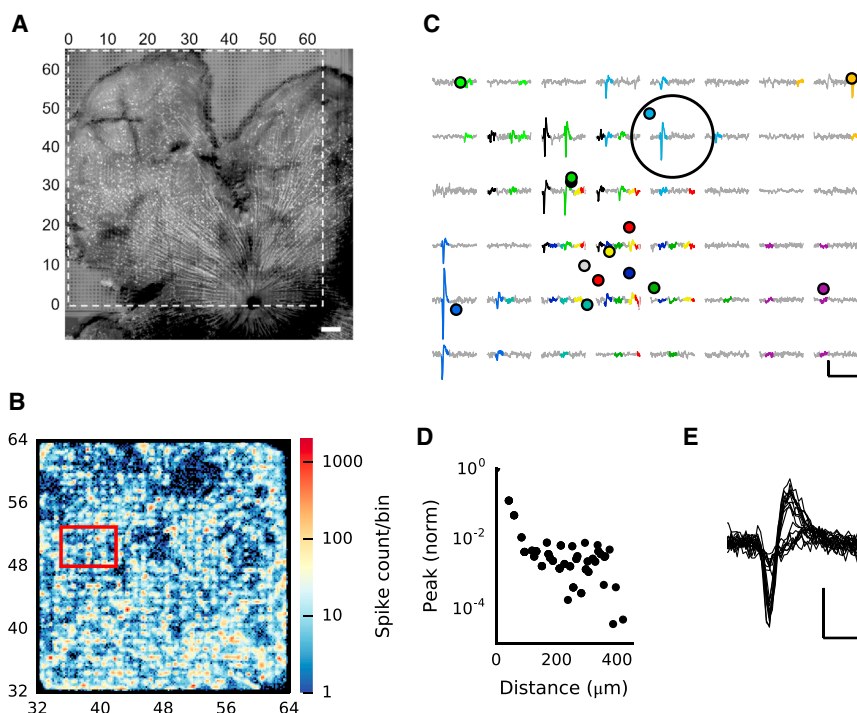 A
0 10 20 30 40 50 60
60
50
40
30
20
10
0
C
B
64
56
48
40
32
32 40 48 56 64
1000
100
10
1
Spike count/bin
D
10^0
10^-2
10^-4
Peak (norm)
0 200 400
Distance (μm)
E